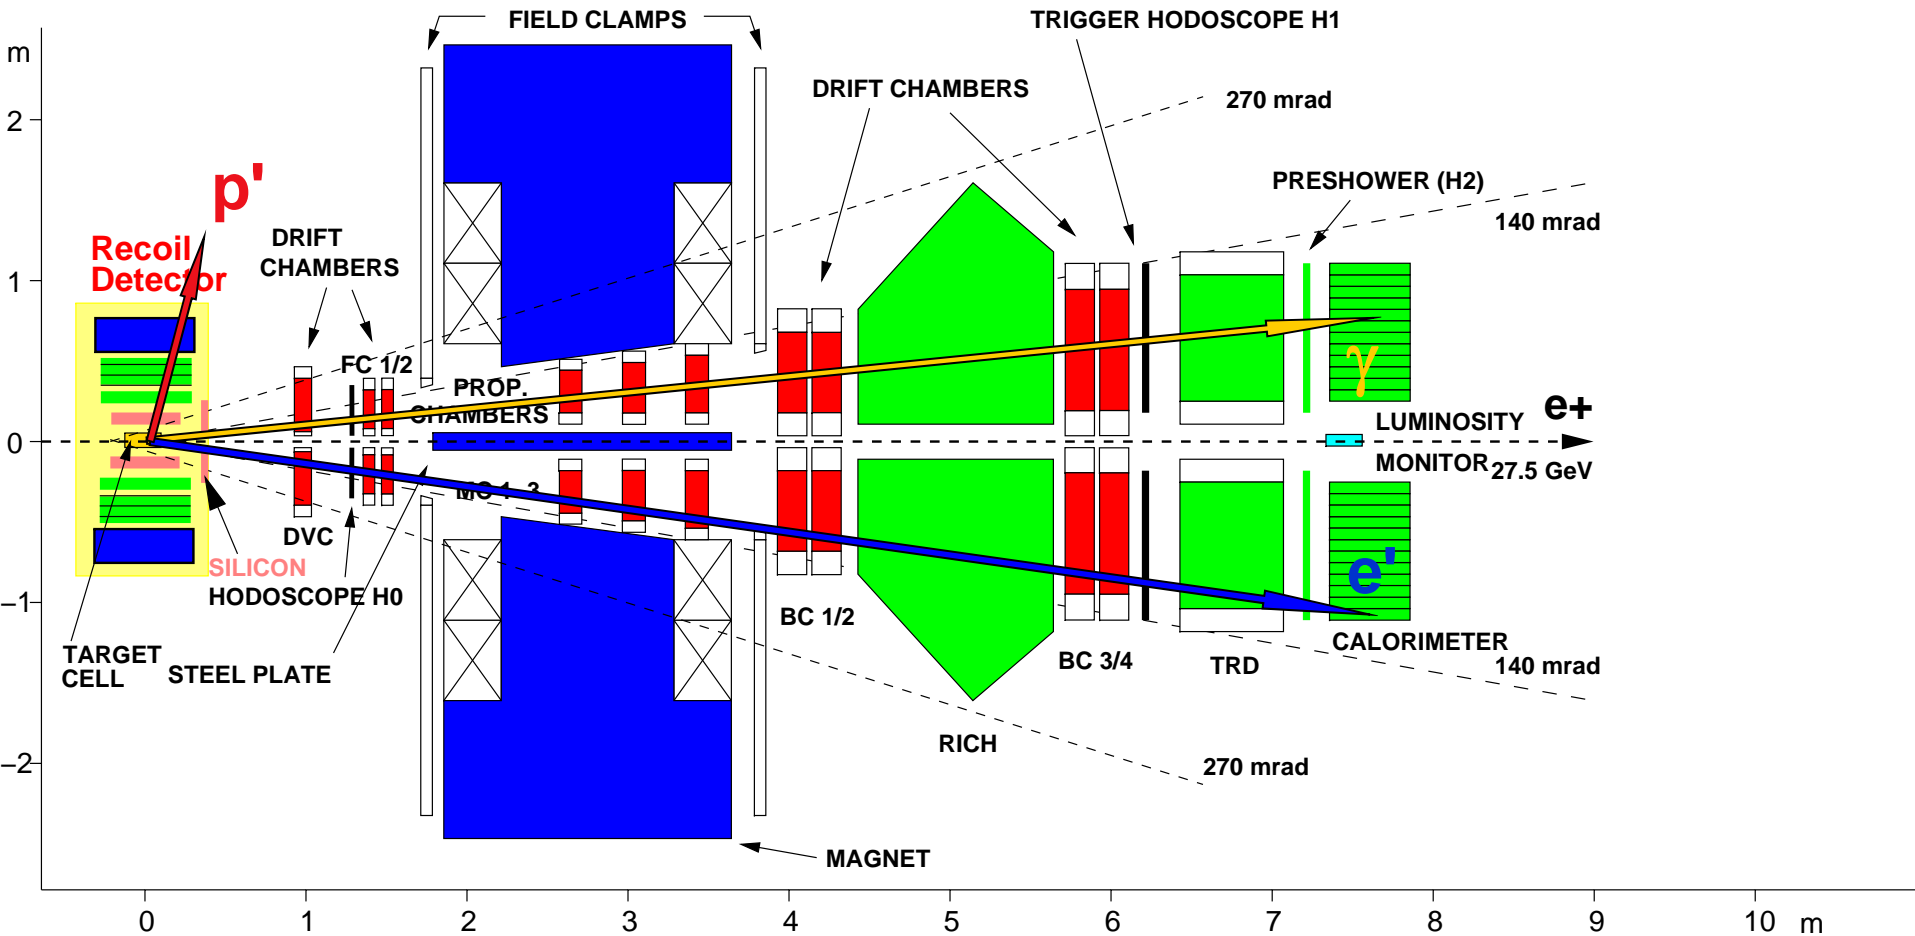 FIELD CLAMPS
TRIGGER HODOSCOPE H1
m
DRIFT CHAMBERS
270 mrad
2
p'
PRESHOWER (H2)
140 mrad
Recoil
Detector
DRIFT
CHAMBERS
1
FC 1/2
PROP.
CHAMBERS
γ
e+
LUMINOSITY
0
MONITOR
27.5 GeV
MC 1–3
DVC
SILICON
HODOSCOPE H0
e'
–1
BC 1/2
CALORIMETER
TARGET
CELL
STEEL PLATE
BC 3/4
TRD
140 mrad
RICH
–2
270 mrad
MAGNET
0 1 2 3 4 5 6 7 8 9 10 m